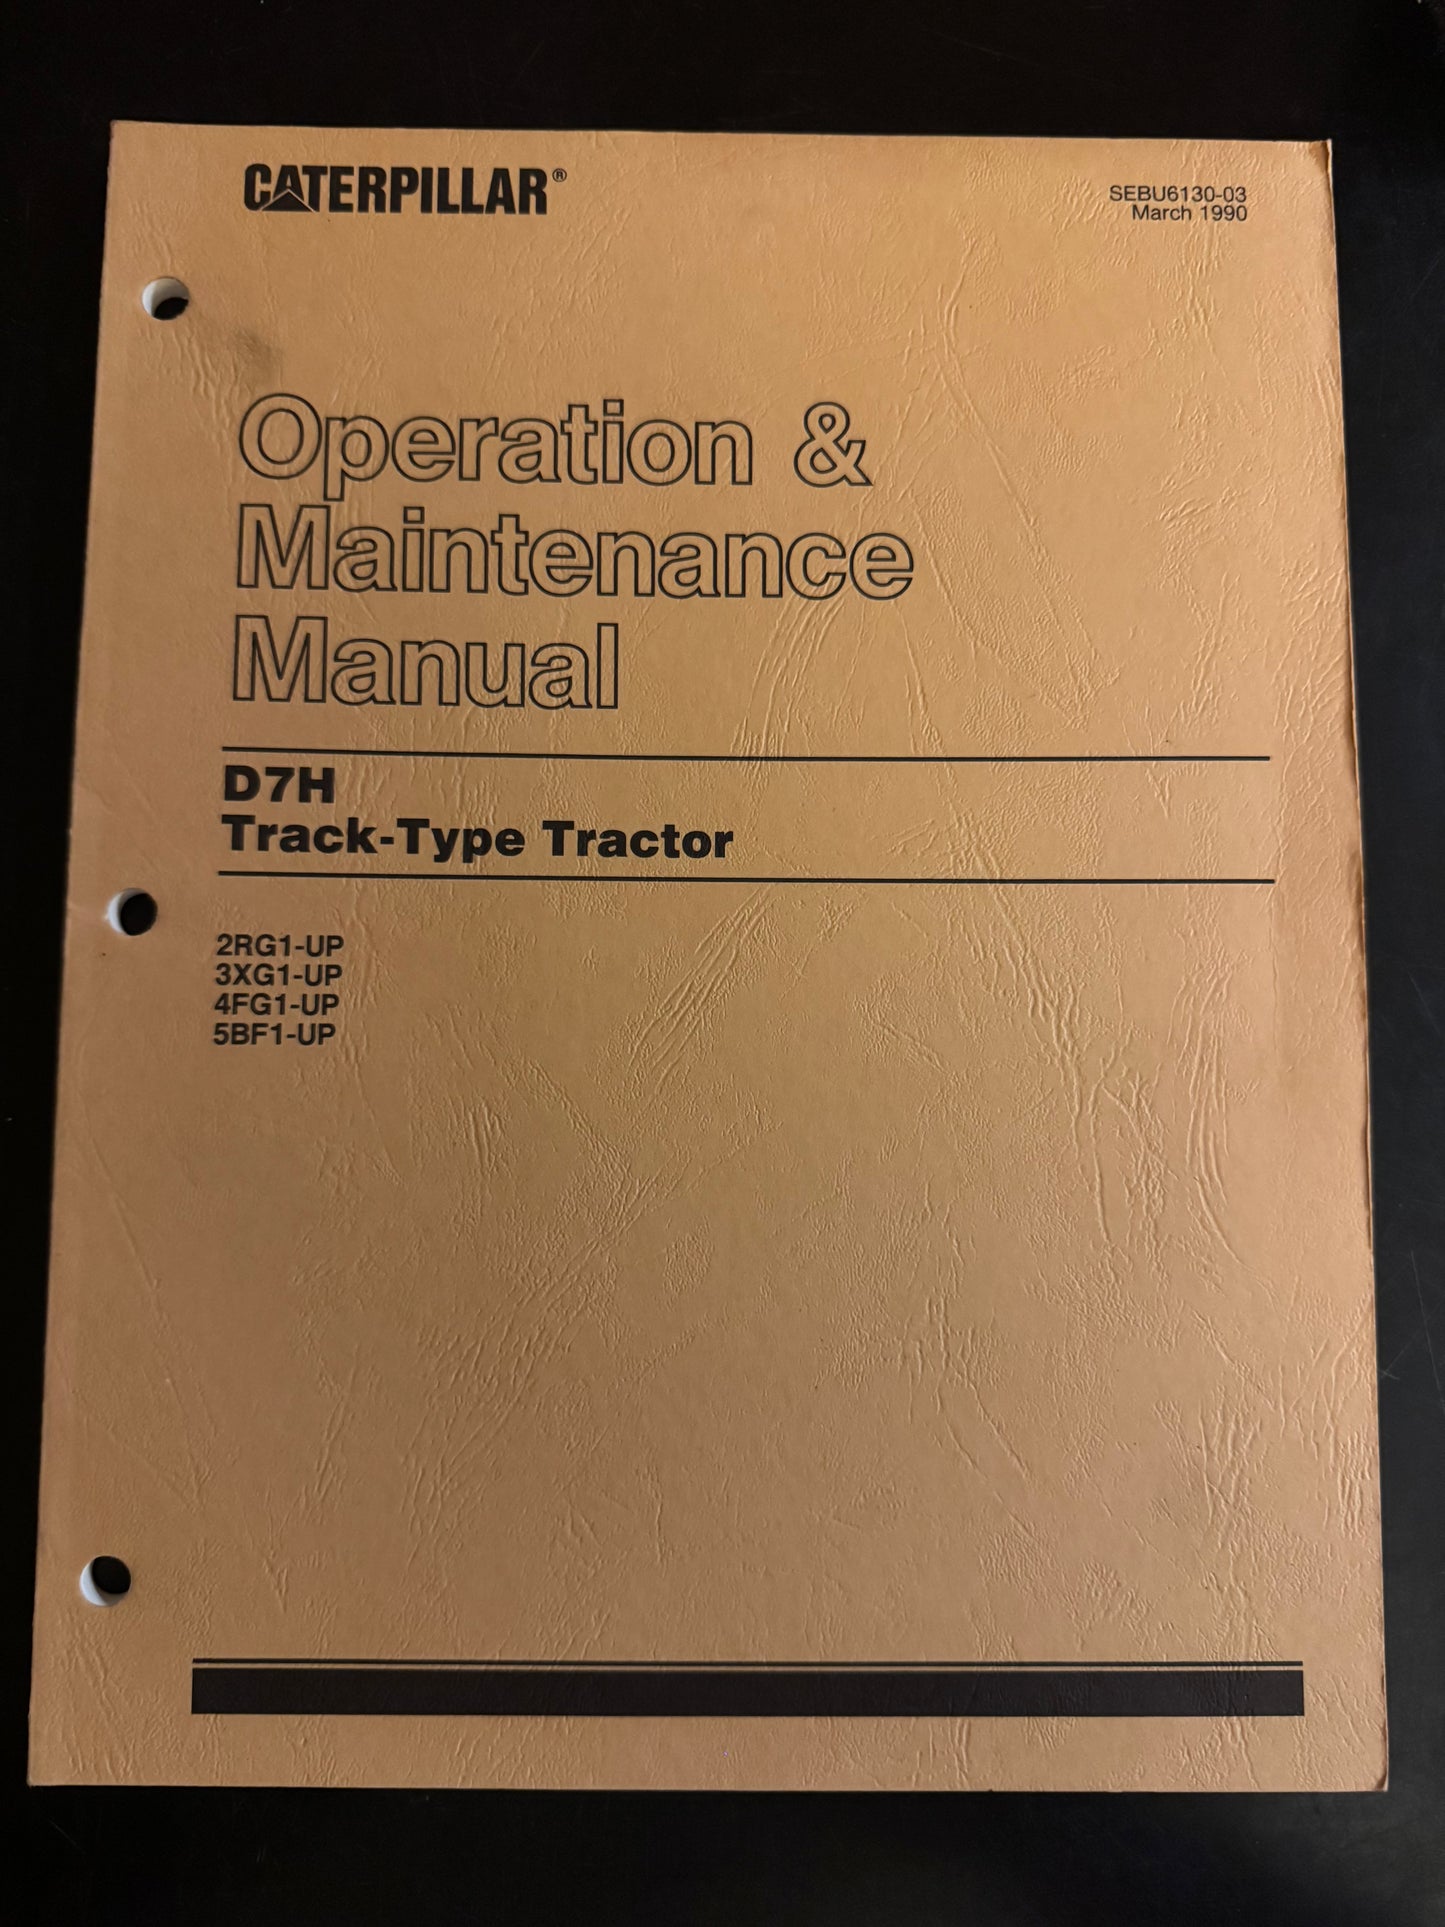 CATERPILLAR®
SEBU6130-03
March 1990
Operation &
Maintenance
Manual
D7H
Track-Type Tractor
2RG1-UP
3XG1-UP
4FG1-UP
5BF1-UP